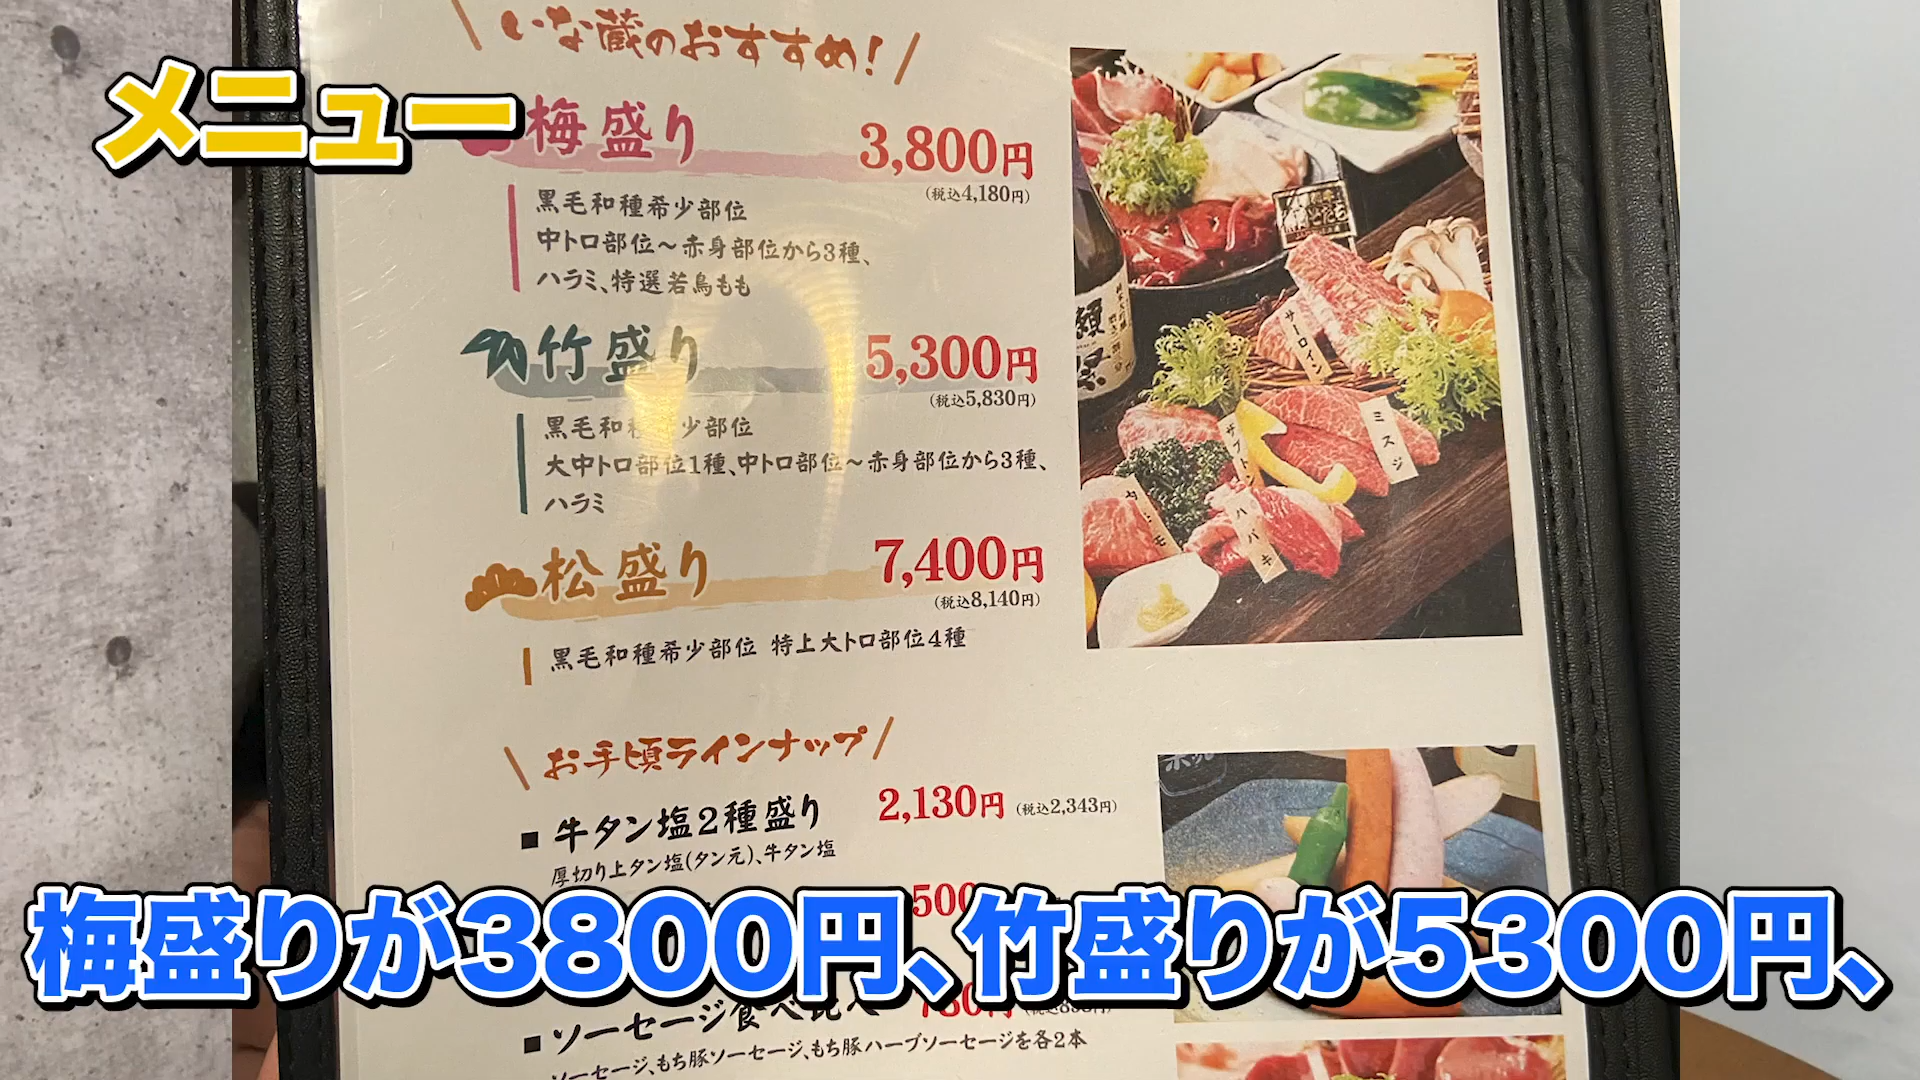 いな蔵のおすすめ!
メニュー
梅盛り
3,800円
(税込4,180円)
黒毛和種希少部位
中トロ部位～赤身部位から3種、
ハラミ、特選若鳥もも
竹盛り
5,300円
(税込5,830円)
黒毛和 少部位
大中トロ部位1種、中トロ部位～赤身部位から3種、
ハラミ
松盛り
7,400円
(税込8,140円)
黒毛和種希少部位 特上大トロ部位4種
サーロイン
ミスジ
ザブトン
ハバキ
お手頃ラインナップ
■ 牛タン塩2種盛り 2,130円 (税込2,343円)
厚切り上タン塩(タン元)、牛タン塩
梅盛りが3800円、竹盛りが5300円、
■ ソーセージ食べ比べ
ソーセージ、もち豚ソーセージ、もち豚ハーブソーセージを各2本